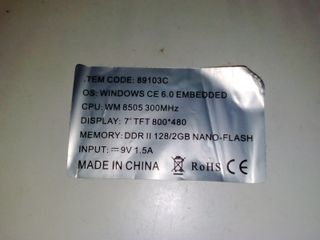 ITEM CODE: 89103C
OS: WINDOWS CE 6.0 EMBEDDED
CPU: WM 8505 300MHz
DISPLAY: 7' TFT 800*480
MEMORY: DDR II 128/2GB NANO-FLASH
INPUT: ⎓9V 1.5A
MADE IN CHINA RoHS CE